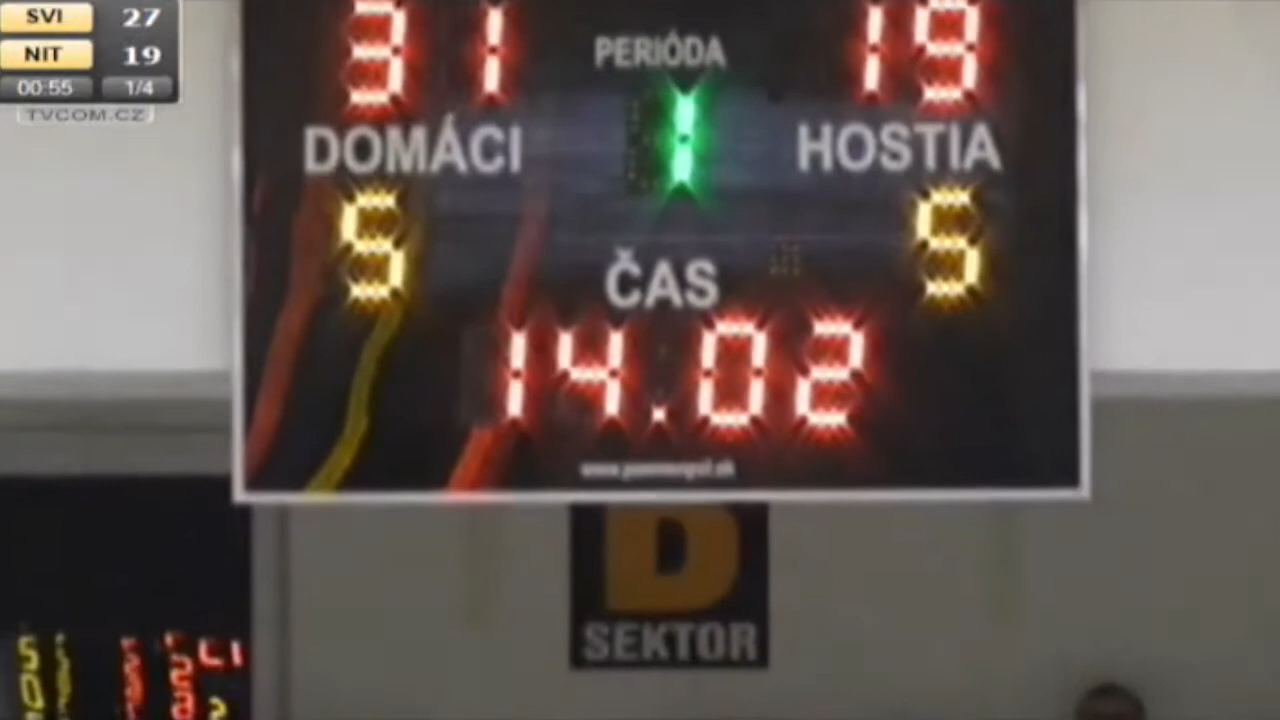 SVI 27
NIT 19
00:55 1/4
TVCOM.CZ
31 PERIÓDA 19
1
DOMÁCI HOSTIA
5 5
ČAS
14.02
D
SEKTOR